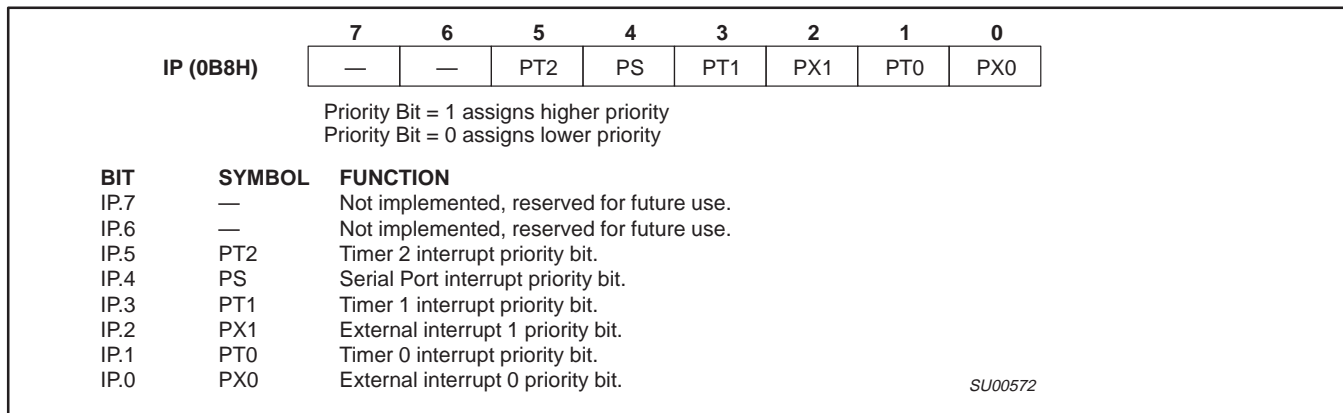 7 6 5 4 3 2 1 0
IP (0B8H) — — PT2 PS PT1 PX1 PT0 PX0
Priority Bit = 1 assigns higher priority
Priority Bit = 0 assigns lower priority
BIT SYMBOL FUNCTION
IP.7 — Not implemented, reserved for future use.
IP.6 — Not implemented, reserved for future use.
IP.5 PT2 Timer 2 interrupt priority bit.
IP.4 PS Serial Port interrupt priority bit.
IP.3 PT1 Timer 1 interrupt priority bit.
IP.2 PX1 External interrupt 1 priority bit.
IP.1 PT0 Timer 0 interrupt priority bit.
IP.0 PX0 External interrupt 0 priority bit.
SU00572